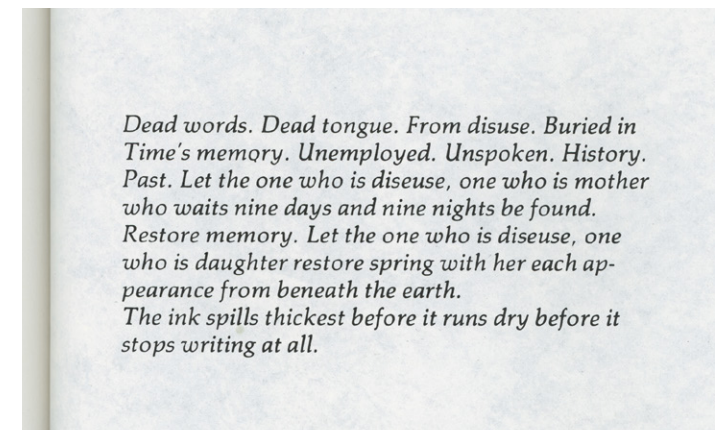 Dead words. Dead tongue. From disuse. Buried in
Time's memory. Unemployed. Unspoken. History.
Past. Let the one who is diseuse, one who is mother
who waits nine days and nine nights be found.
Restore memory. Let the one who is diseuse, one
who is daughter restore spring with her each ap-
pearance from beneath the earth.
The ink spills thickest before it runs dry before it
stops writing at all.